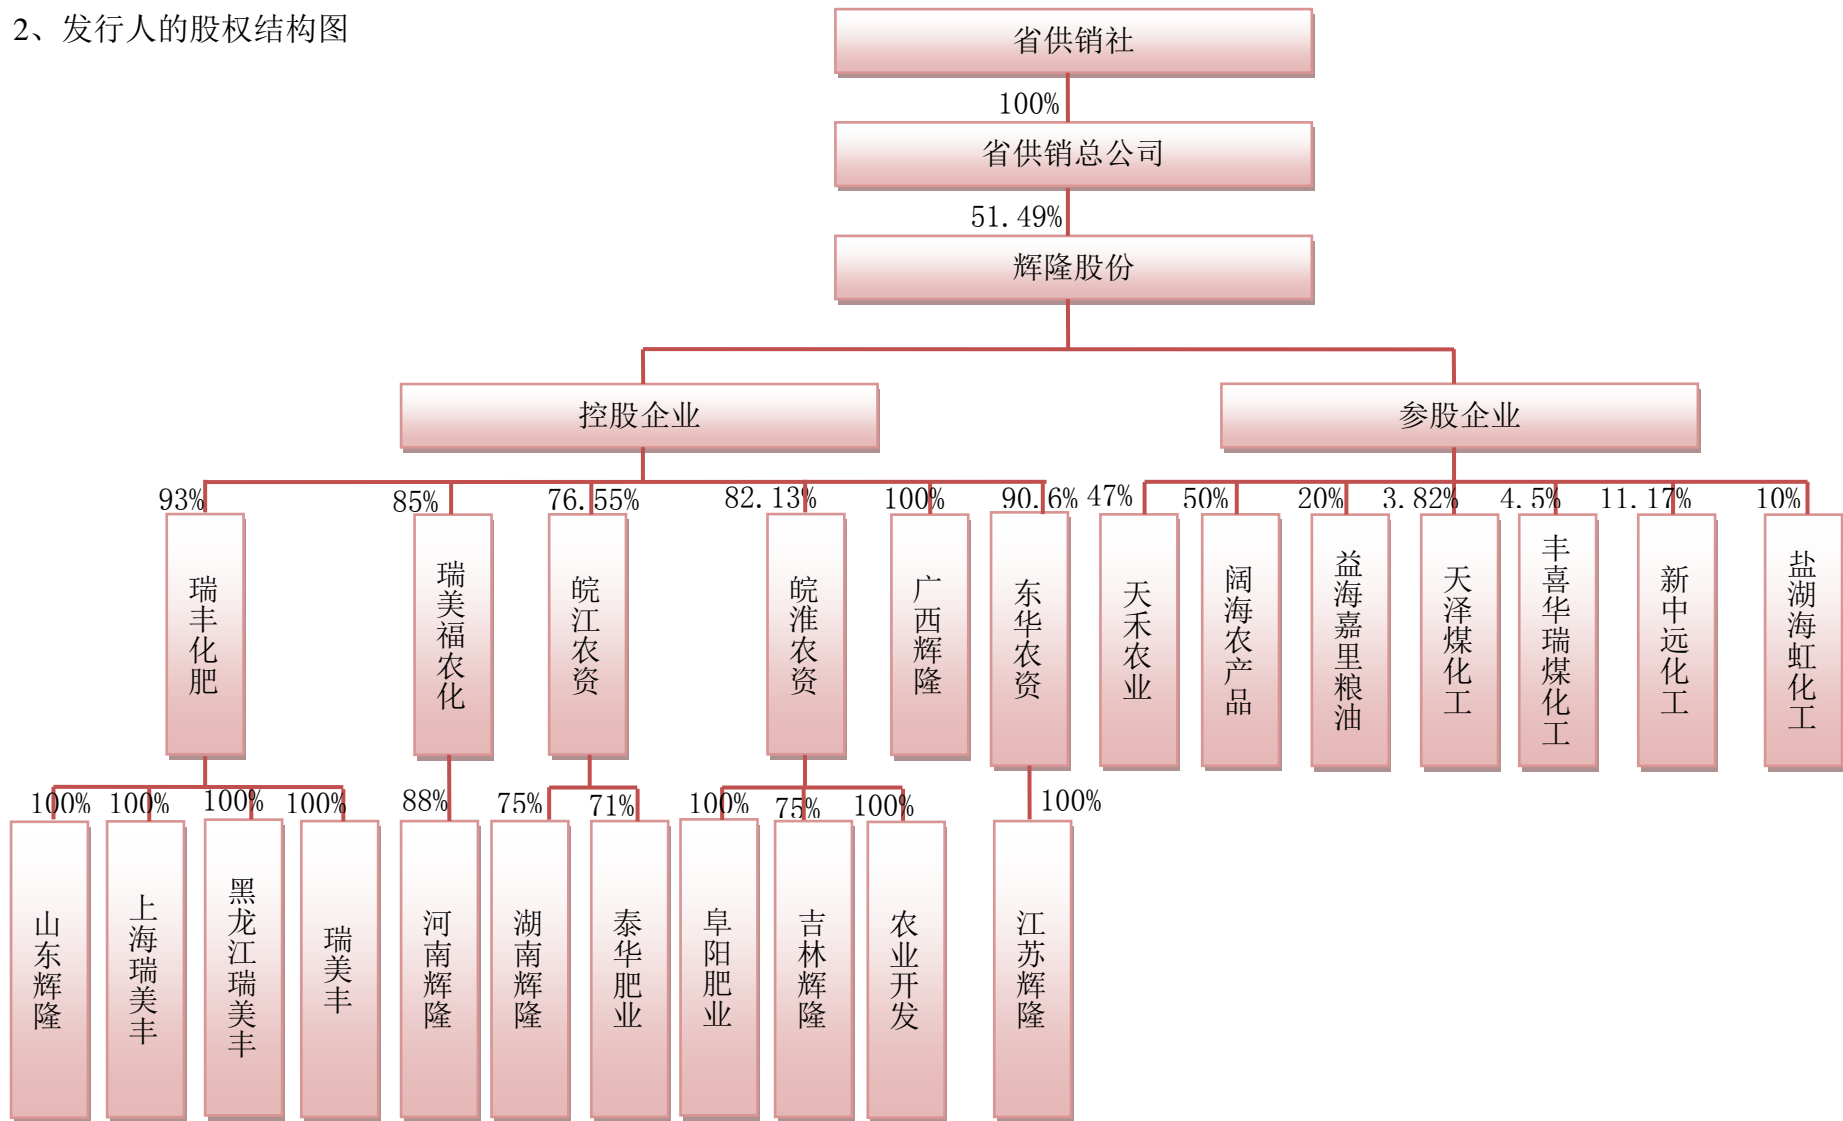 2、发行人的股权结构图
省供销社
100%
省供销总公司
51.49%
辉隆股份
控股企业
参股企业
93%
85%
76.55%
82.13%
100%
90.6%
47%
50%
20%
3.82%
4.5%
11.17%
10%
瑞丰化肥
瑞美福农化
皖江农资
皖淮农资
广西辉隆
东华农资
天禾农业
阔海农产品
益海嘉里粮油
天泽煤化工
丰喜华瑞煤化工
新中远化工
盐湖海虹化工
100%
100%
100%
100%
88%
75%
71%
100%
75%
100%
100%
山东辉隆
上海瑞美丰
黑龙江瑞美丰
瑞美丰
河南辉隆
湖南辉隆
泰华肥业
阜阳肥业
吉林辉隆
农业开发
江苏辉隆